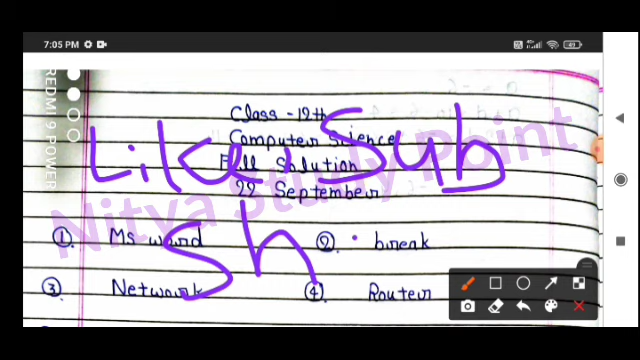 7:05 PM
49
REDMI 9 POWER
Class - 12th
Computer Science
Full Solution
22 September
Like Sub
Nitya Study Point
Sh
①. Ms word ②. break
③. Network ④. Router